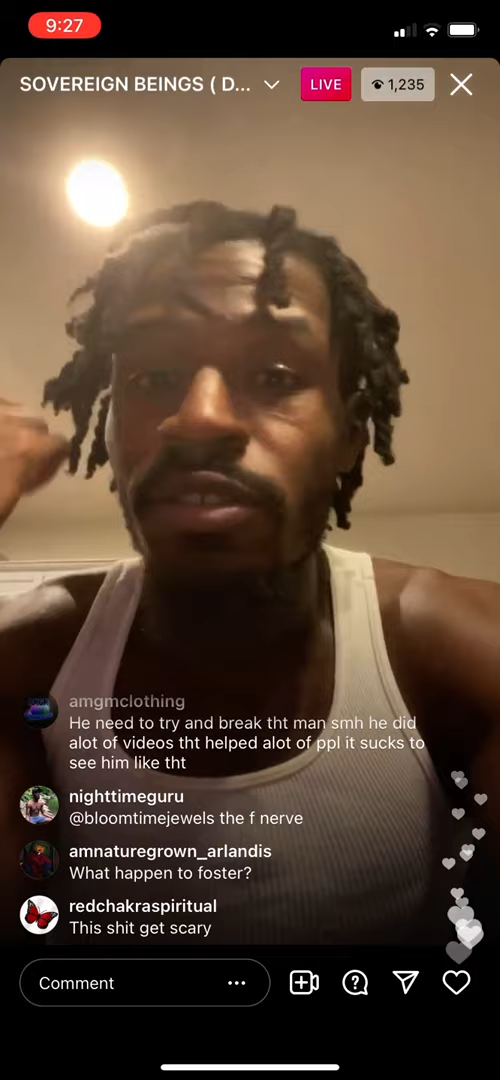 9:27
SOVEREIGN BEINGS ( D...
LIVE
1,235
amgmclothing
He need to try and break tht man smh he did
alot of videos tht helped alot of ppl it sucks to
see him like tht
nighttimeguru
@bloomtimejewels the f nerve
amnaturegrown_arlandis
What happen to foster?
redchakraspiritual
This shit get scary
Comment